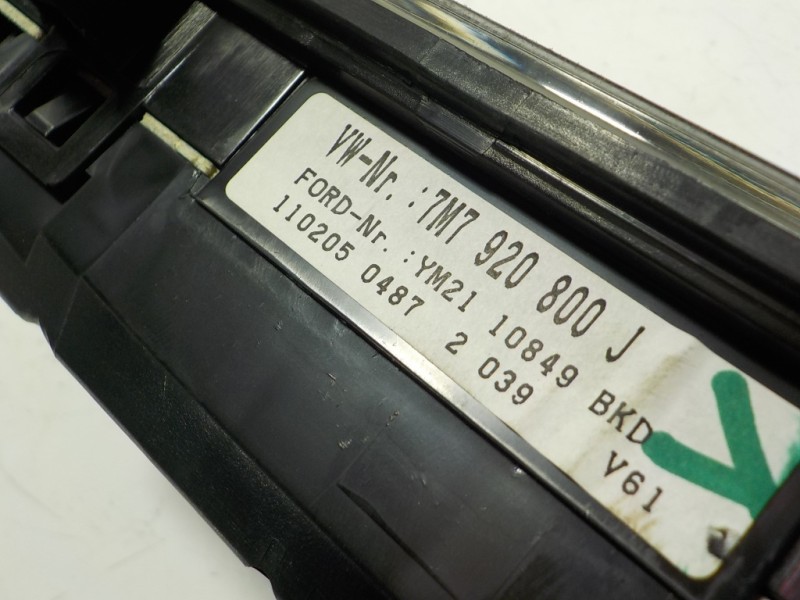 VW-Nr.:7M7 920 800 J
FORD-Nr.:YM21 10849 BKD
110205 0487 2 039 V61